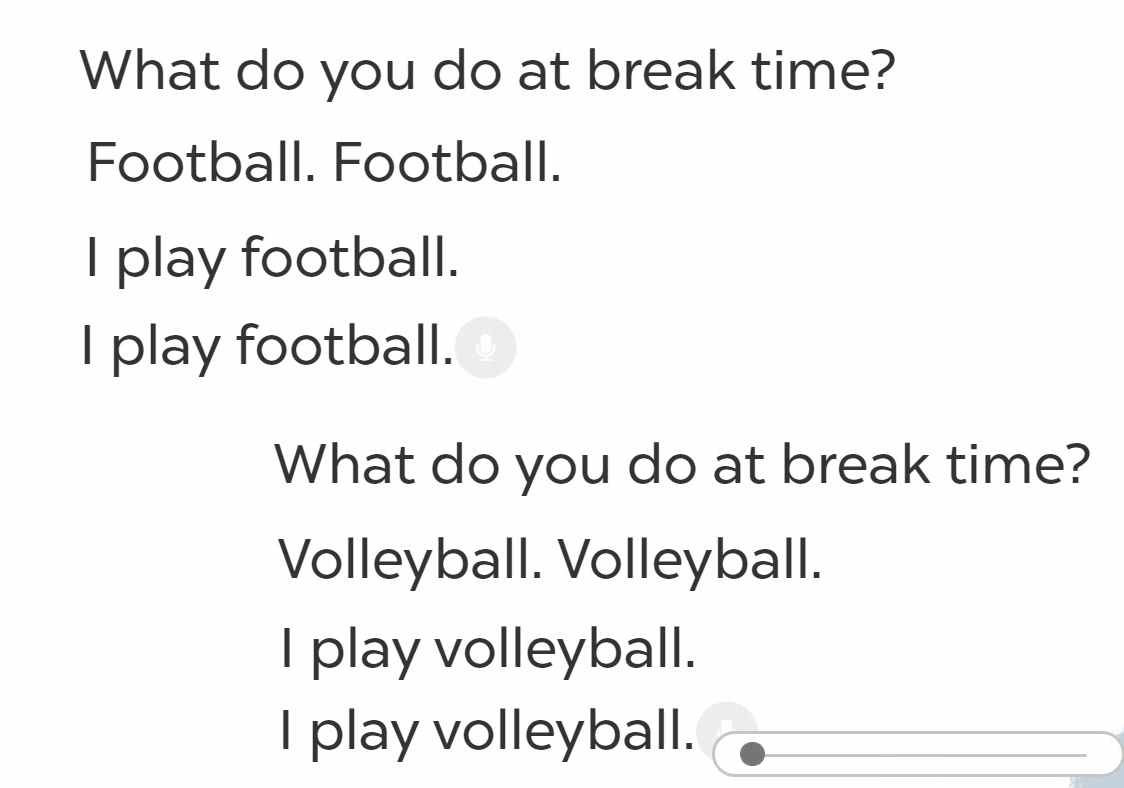 What do you do at break time?
Football. Football.
I play football.
I play football.
What do you do at break time?
Volleyball. Volleyball.
I play volleyball.
I play volleyball.